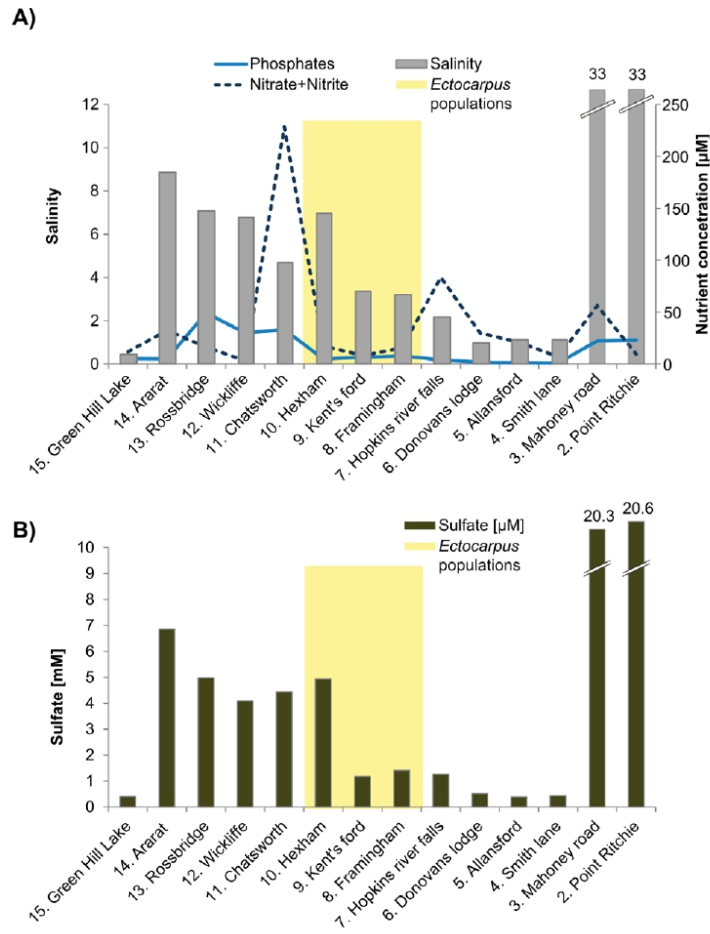 A)
Phosphates
Salinity
Nitrate+Nitrite
Ectocarpus
populations
33
33
12
10
8
6
4
2
0
Salinity
250
200
150
100
50
0
Nutrient concetration [µM]
15. Green Hill Lake
14. Ararat
13. Rossbridge
12. Wickliffe
11. Chatsworth
10. Hexham
9. Kent's ford
8. Framingham
7. Hopkins river falls
6. Donovans lodge
5. Allansford
4. Smith lane
3. Mahoney road
2. Point Ritchie
B)
Sulfate [µM]
Ectocarpus
populations
20.3
20.6
10
9
8
7
6
5
4
3
2
1
0
Sulfate [mM]
15. Green Hill Lake
14. Ararat
13. Rossbridge
12. Wickliffe
11. Chatsworth
10. Hexham
9. Kent's ford
8. Framingham
7. Hopkins river falls
6. Donovans lodge
5. Allansford
4. Smith lane
3. Mahoney road
2. Point Ritchie